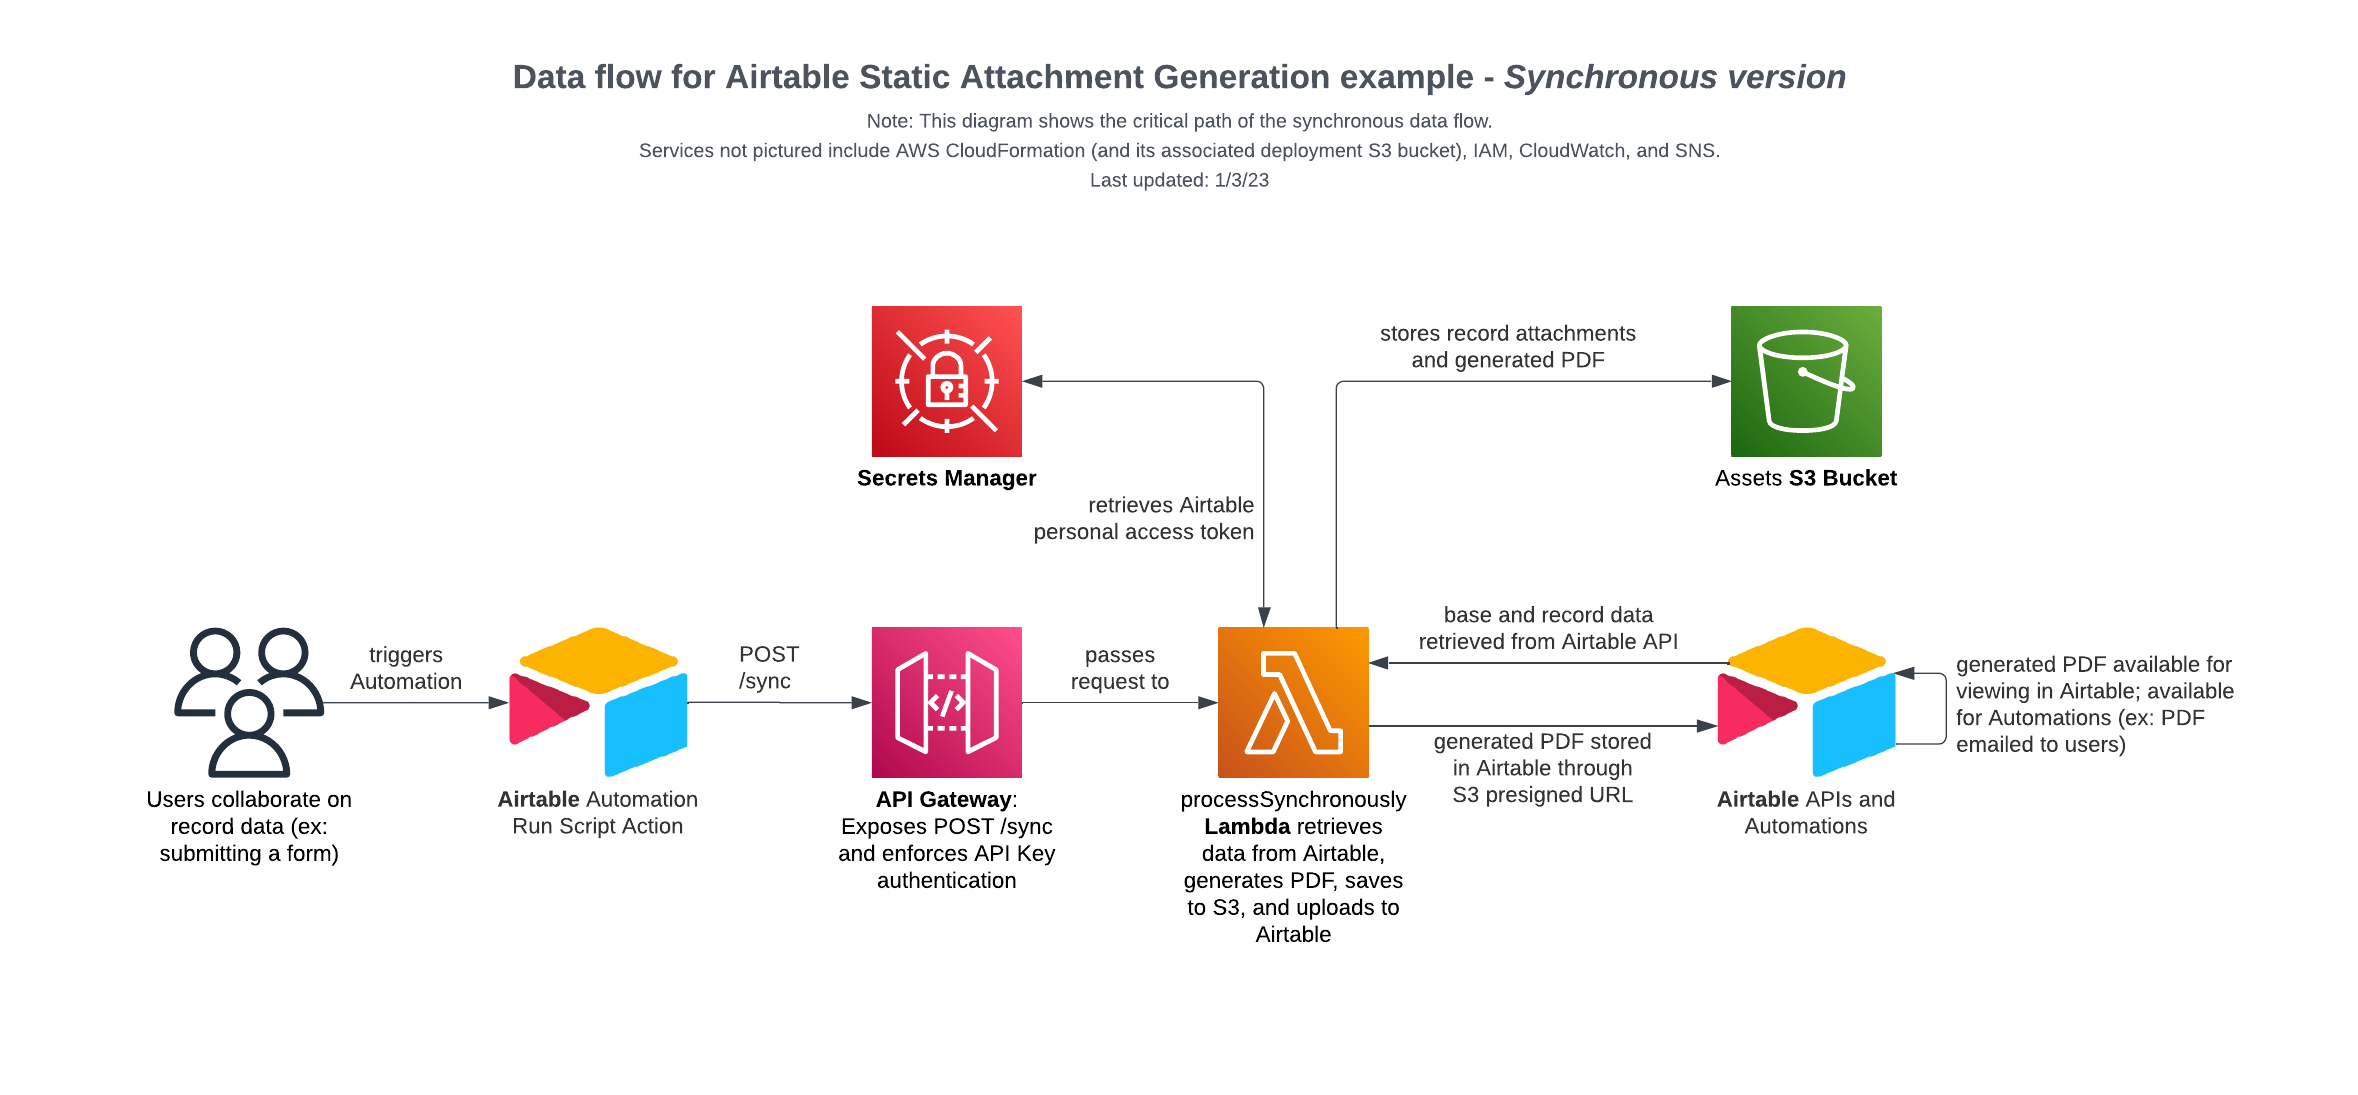 Data flow for Airtable Static Attachment Generation example - Synchronous version
Note: This diagram shows the critical path of the synchronous data flow.
Services not pictured include AWS CloudFormation (and its associated deployment S3 bucket), IAM, CloudWatch, and SNS.
Last updated: 1/3/23
stores record attachments
and generated PDF
Secrets Manager
Assets S3 Bucket
retrieves Airtable
personal access token
triggers
Automation
POST
/sync
passes
request to
base and record data
retrieved from Airtable API
generated PDF stored
in Airtable through
S3 presigned URL
generated PDF available for
viewing in Airtable; available
for Automations (ex: PDF
emailed to users)
Users collaborate on
record data (ex:
submitting a form)
Airtable Automation
Run Script Action
API Gateway:
Exposes POST /sync
and enforces API Key
authentication
processSynchronously
Lambda retrieves
data from Airtable,
generates PDF, saves
to S3, and uploads to
Airtable
Airtable APIs and
Automations